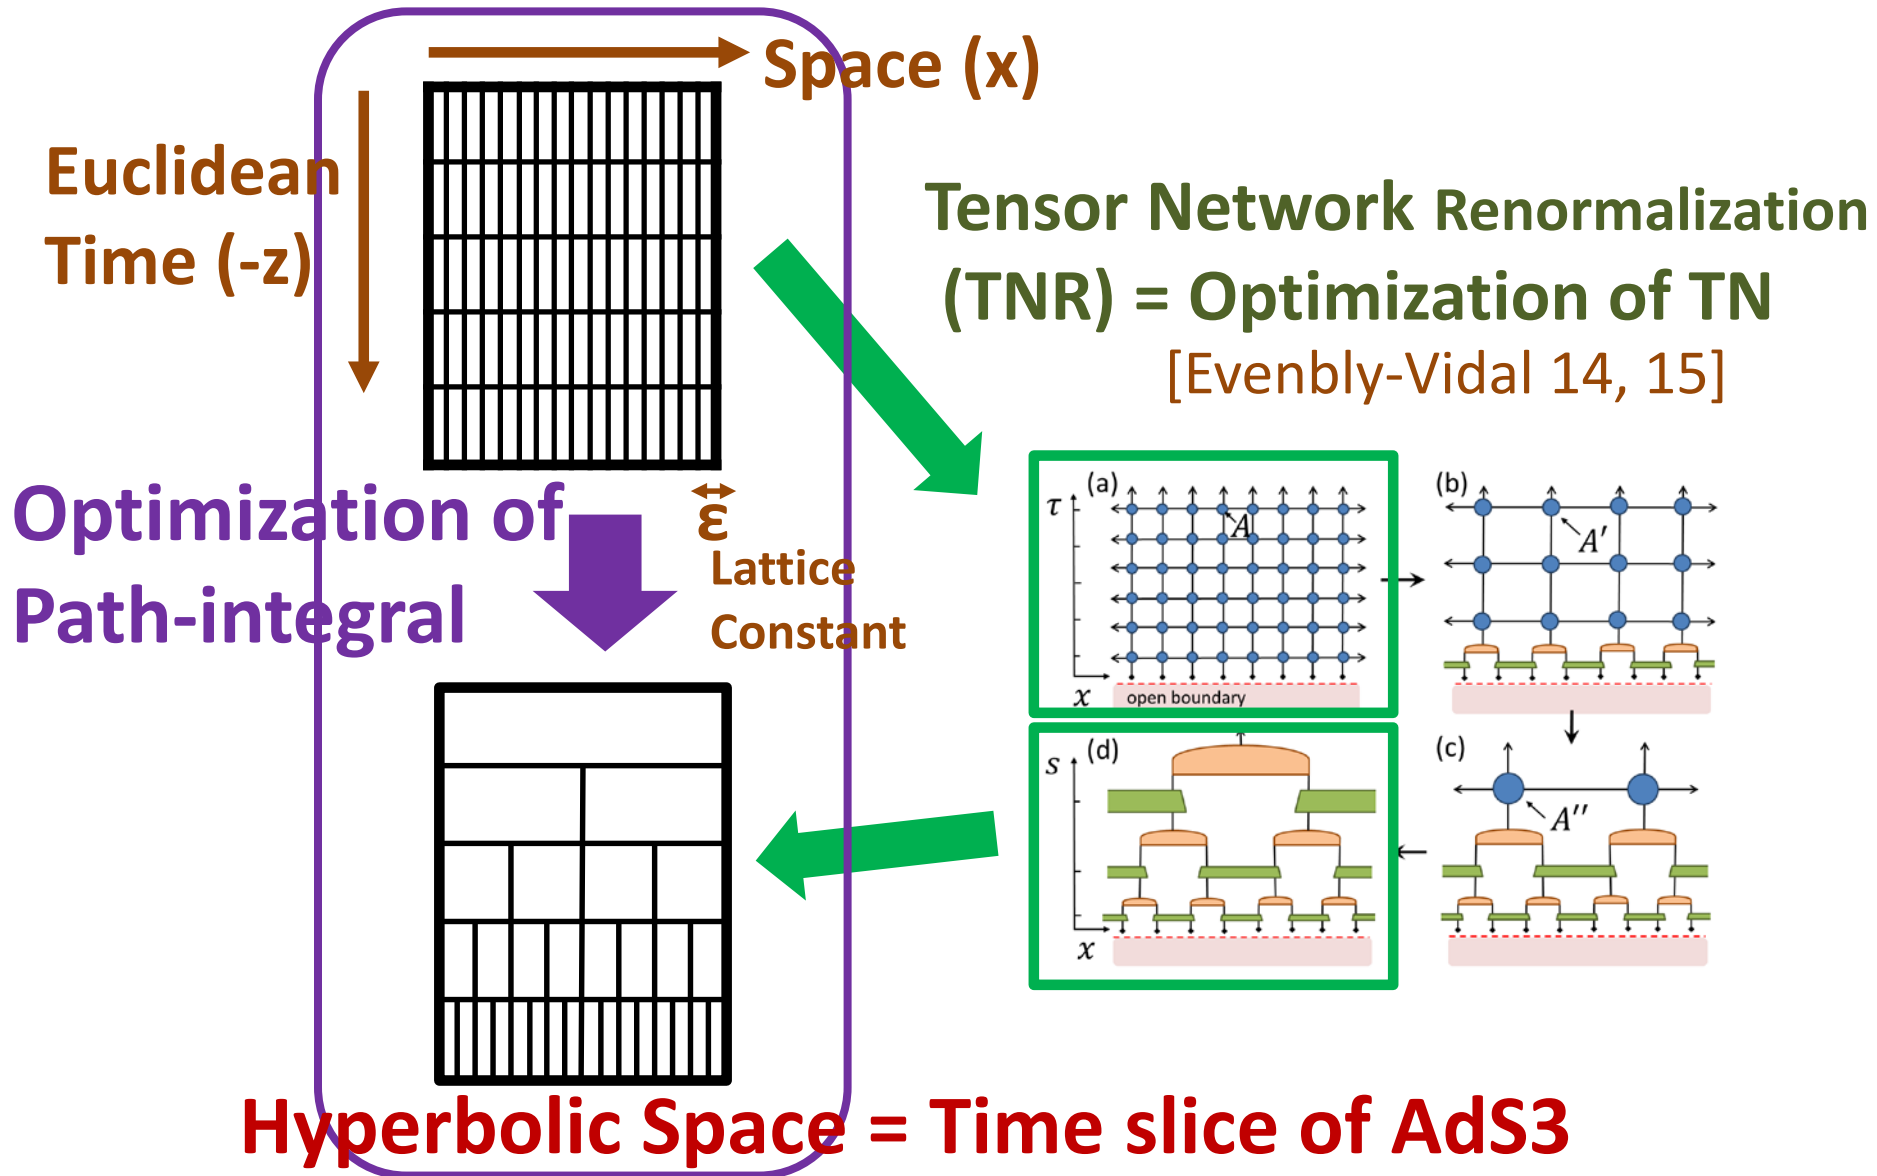 Space (x)
Euclidean
Time (-z)
Tensor Network Renormalization
(TNR) = Optimization of TN
[Evenbly-Vidal 14, 15]
Optimization of
Path-integral
ε
Lattice
Constant
(a)
τ
A
x
open boundary
(b)
A′
(d)
s
x
(c)
A′′
Hyperbolic Space = Time slice of AdS3